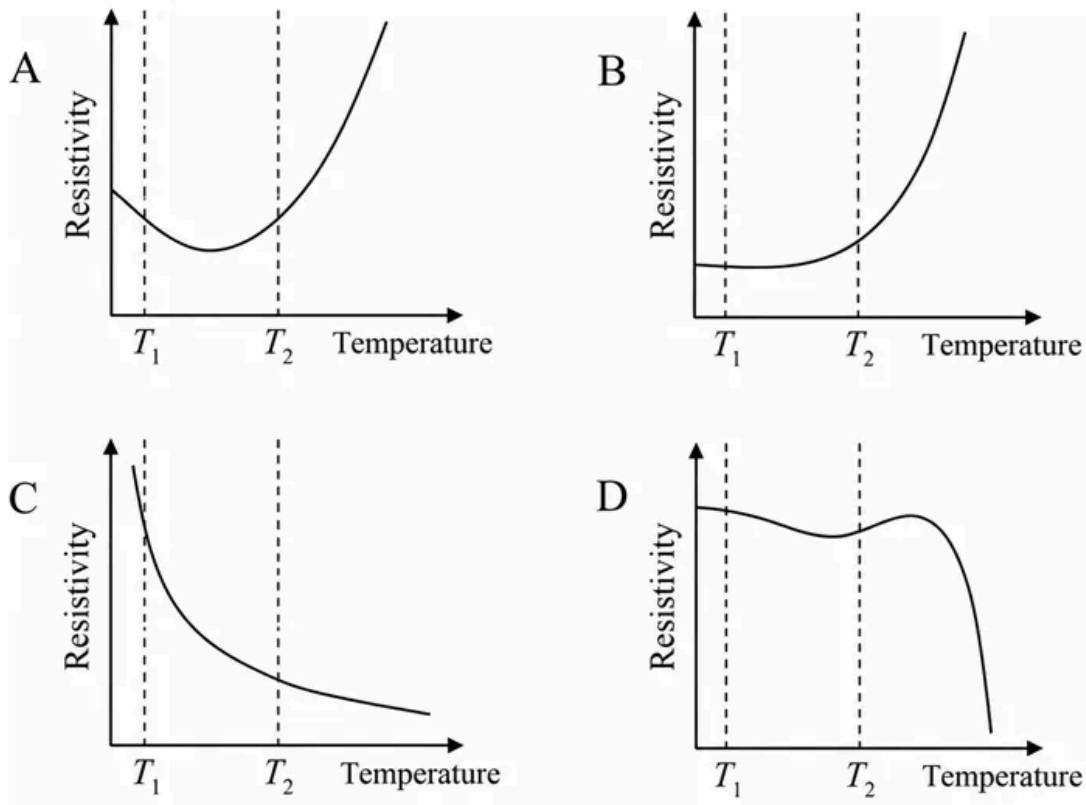 A
Resistivity
T₁
T₂
Temperature
B
Resistivity
T₁
T₂
Temperature
C
Resistivity
T₁
T₂
Temperature
D
Resistivity
T₁
T₂
Temperature